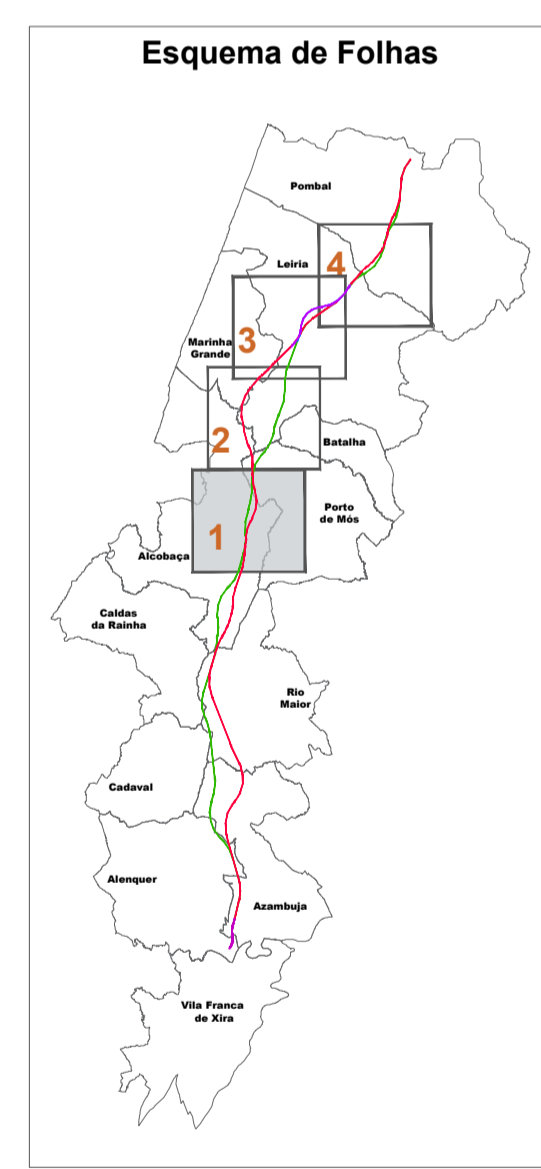 Esquema de Folhas
Pombal
Leiria
4
Marinha
Grande
3
2
Batalha
Porto
de Mós
1
Alcobaça
Caldas
da Rainha
Rio
Maior
Cadaval
Alenquer
Azambuja
Vila Franca
de Xira